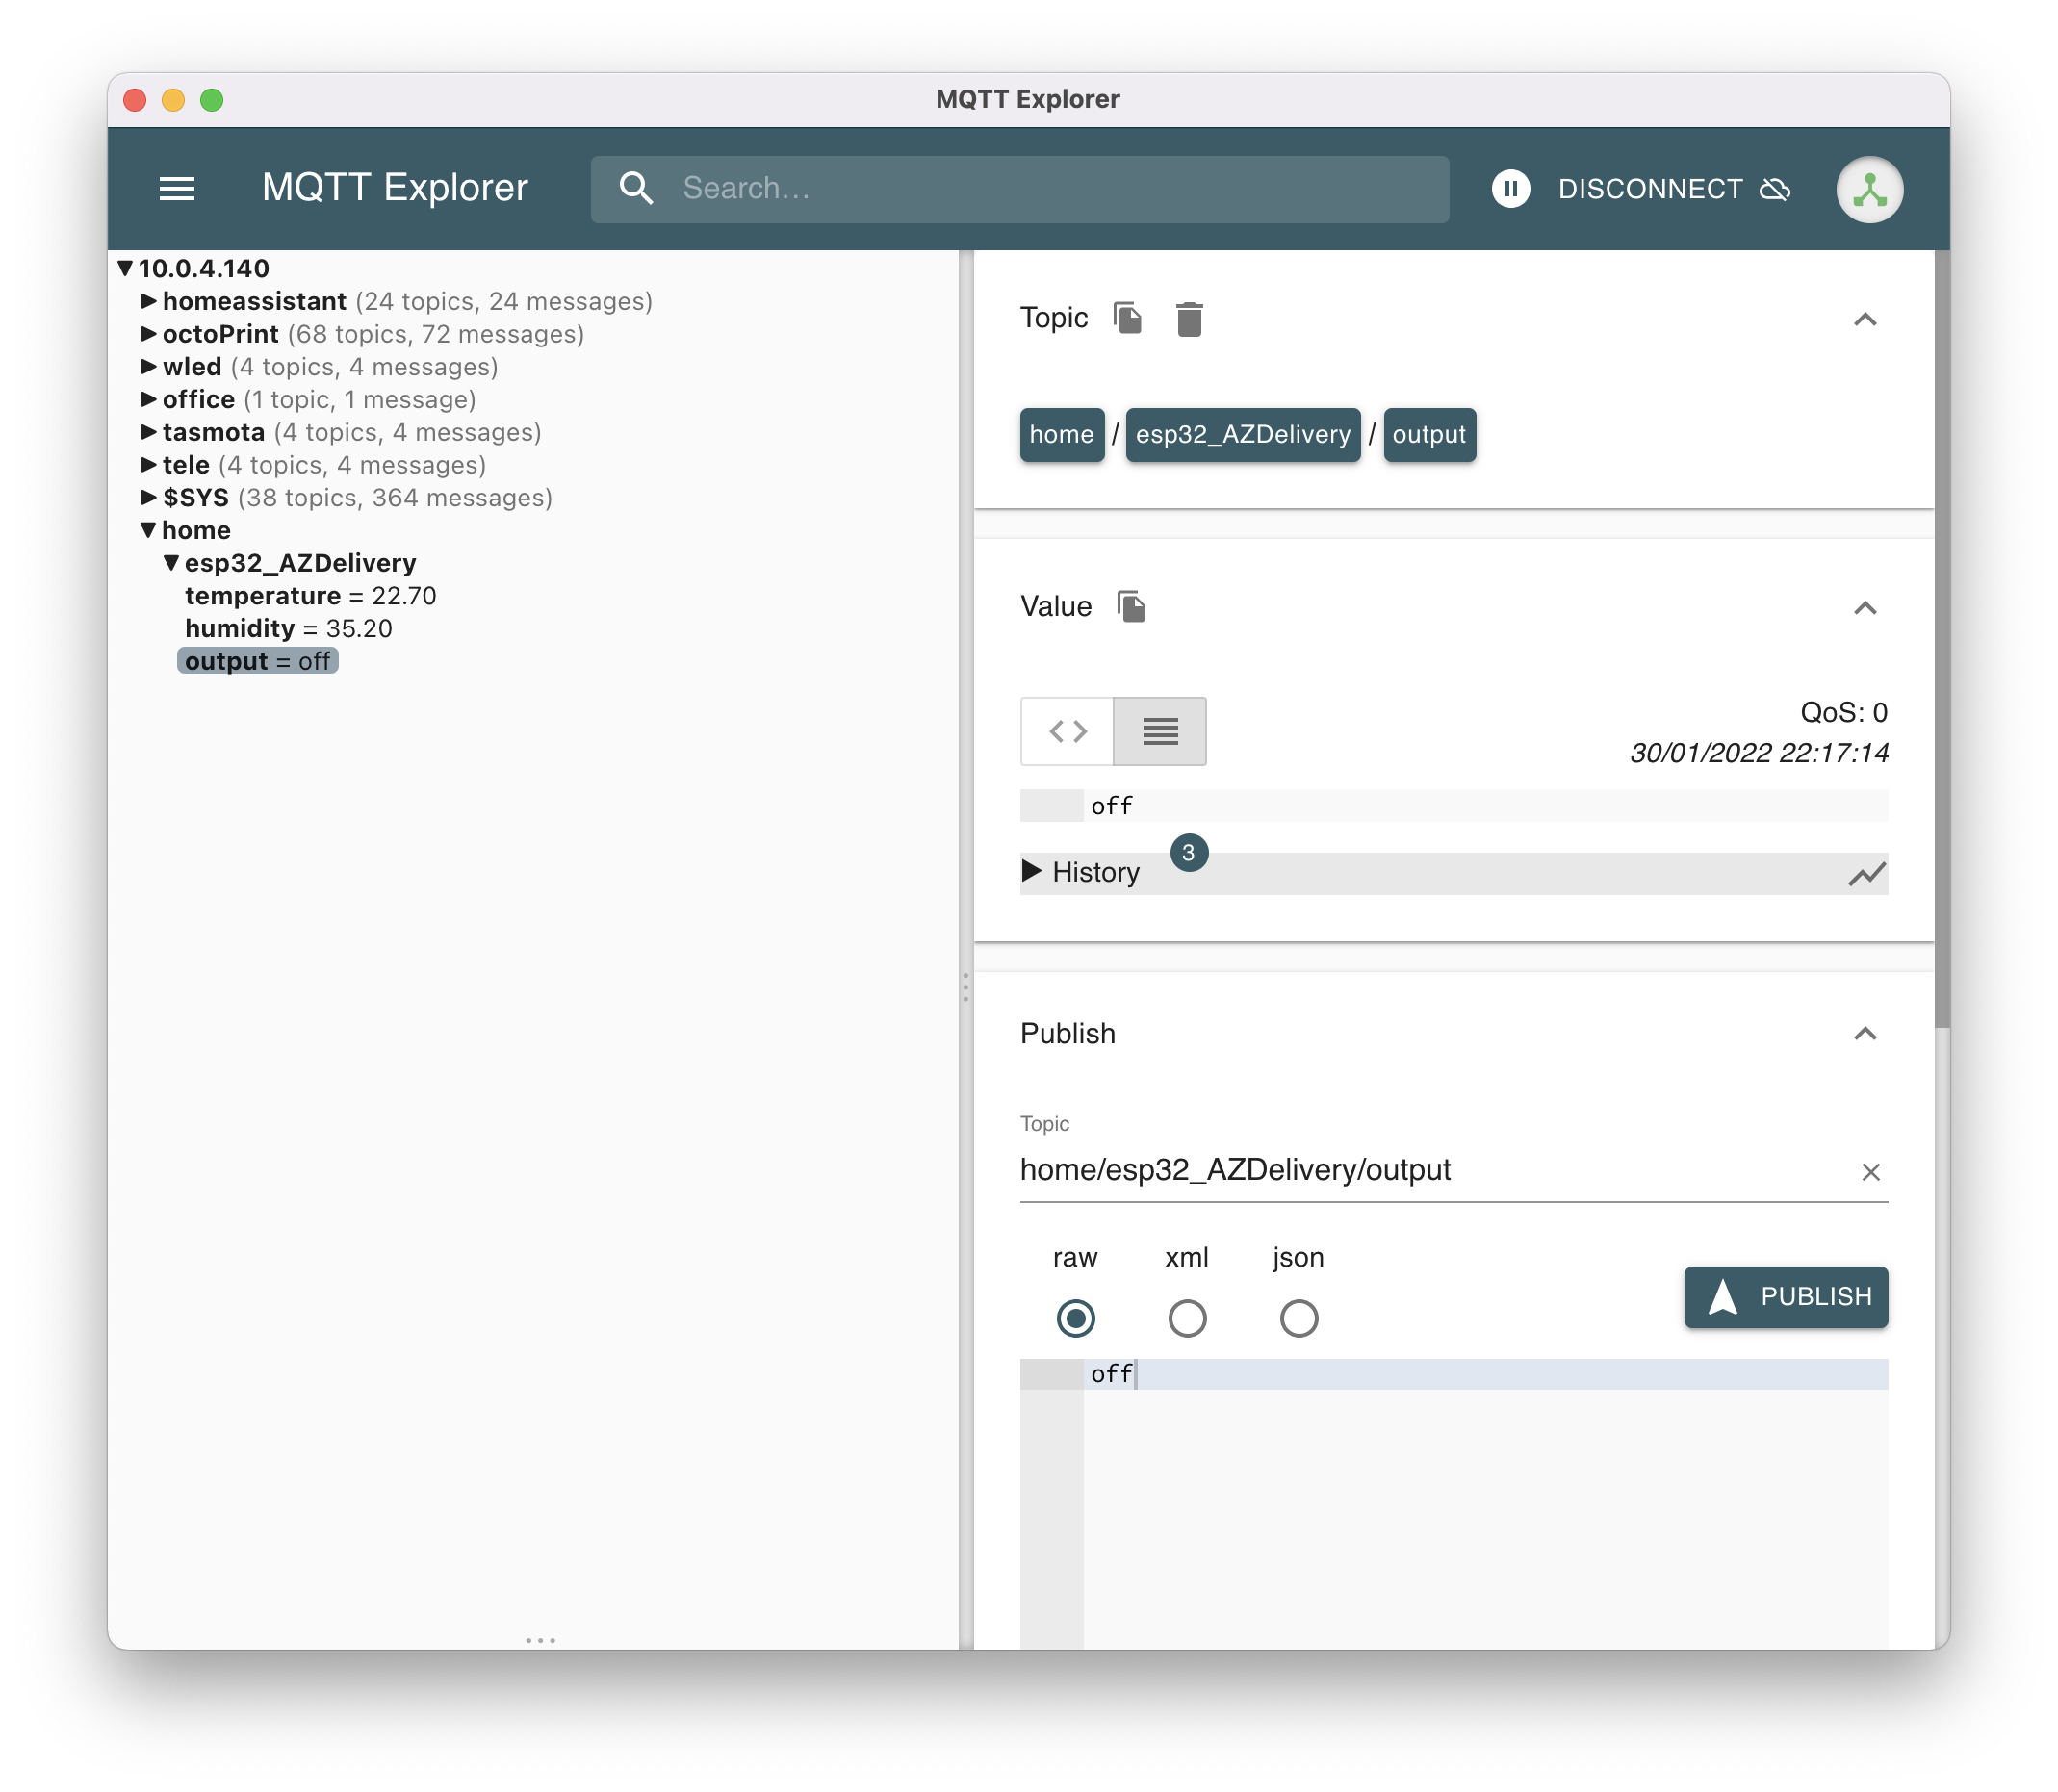 MQTT Explorer
MQTT Explorer
Search...
DISCONNECT
10.0.4.140
homeassistant (24 topics, 24 messages)
octoPrint (68 topics, 72 messages)
wled (4 topics, 4 messages)
office (1 topic, 1 message)
tasmota (4 topics, 4 messages)
tele (4 topics, 4 messages)
$SYS (38 topics, 364 messages)
home
esp32_AZDelivery
temperature = 22.70
humidity = 35.20
output = off
Topic
home / esp32_AZDelivery / output
Value
QoS: 0
30/01/2022 22:17:14
off
History 3
Publish
Topic
home/esp32_AZDelivery/output
raw xml json
PUBLISH
off